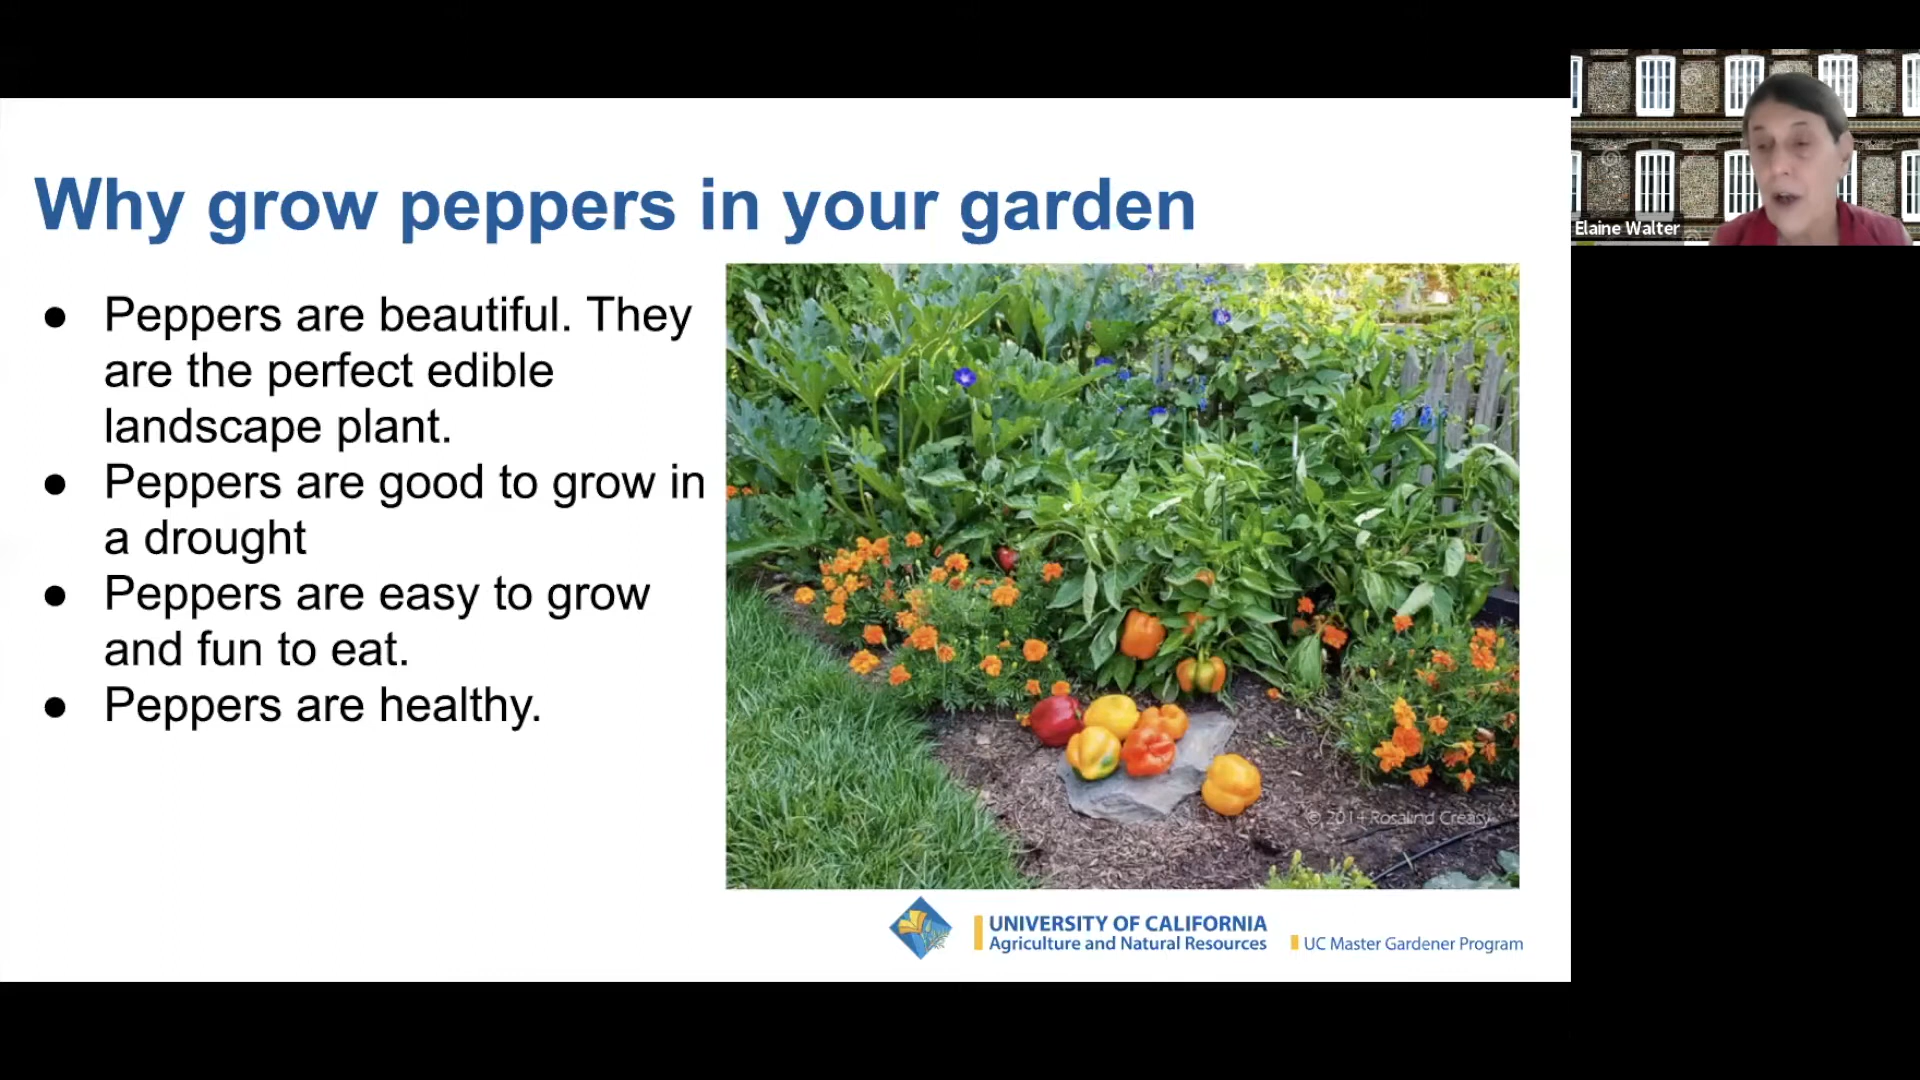 Why grow peppers in your garden
● Peppers are beautiful. They
are the perfect edible
landscape plant.
● Peppers are good to grow in
a drought
● Peppers are easy to grow
and fun to eat.
● Peppers are healthy.
© 2014 Rosalind Creasy
UNIVERSITY OF CALIFORNIA
Agriculture and Natural Resources
UC Master Gardener Program
Elaine Walter